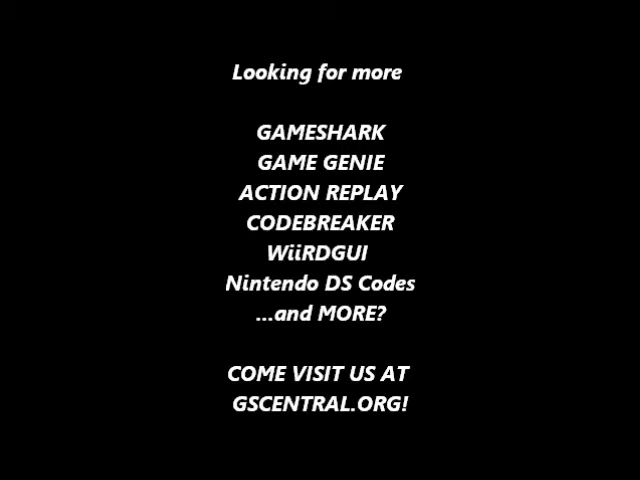 Looking for more
GAMESHARK
GAME GENIE
ACTION REPLAY
CODEBREAKER
WiiRDGUI
Nintendo DS Codes
...and MORE?
COME VISIT US AT
GSCENTRAL.ORG!